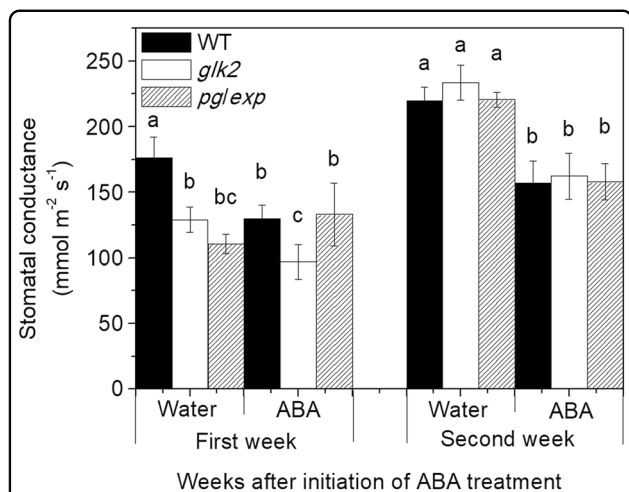 Stomatal conductance
(mmol m⁻² s⁻¹)
250
200
150
100
50
0
WT
glk2
pgl exp
a
b
bc
b
c
b
a
a
a
b
b
b
Water
ABA
Water
ABA
First week
Second week
Weeks after initiation of ABA treatment